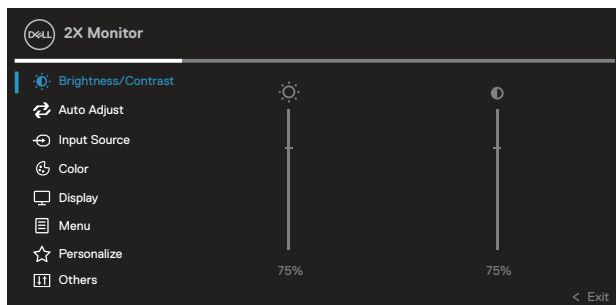 DELL 2X Monitor
Brightness/Contrast
Auto Adjust
Input Source
Color
Display
Menu
Personalize
Others
75% 75%
< Exit